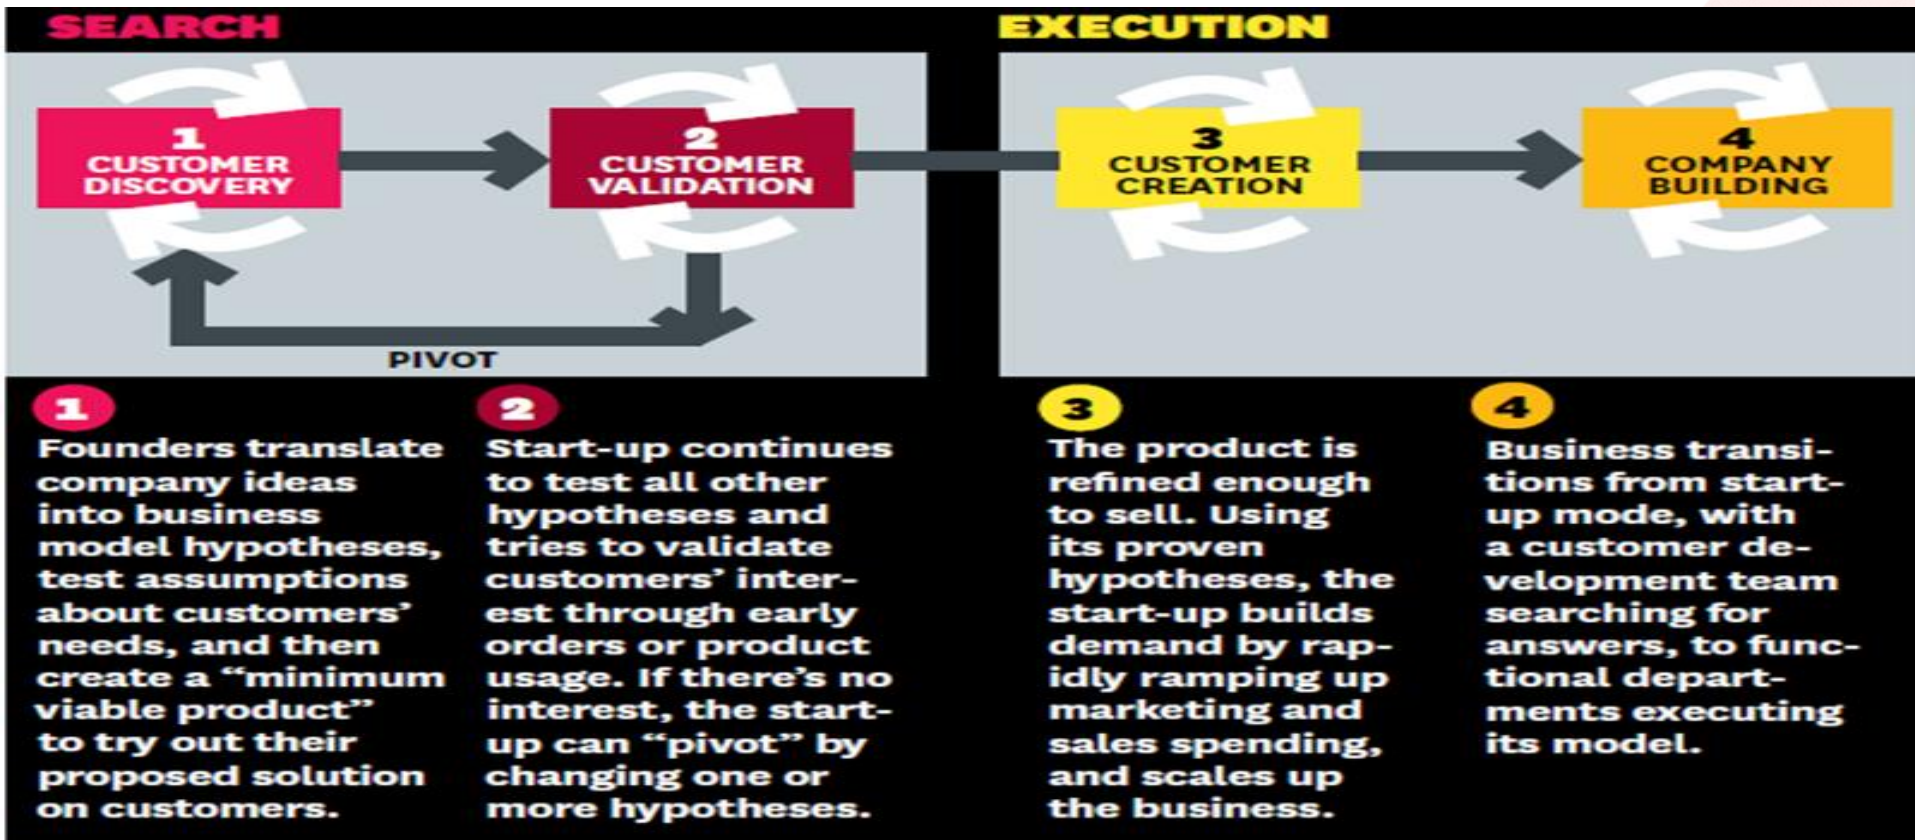 SEARCH
EXECUTION
1
CUSTOMER
DISCOVERY
2
CUSTOMER
VALIDATION
3
CUSTOMER
CREATION
4
COMPANY
BUILDING
PIVOT
1
Founders translate
company ideas
into business
model hypotheses,
test assumptions
about customers’
needs, and then
create a “minimum
viable product”
to try out their
proposed solution
on customers.
2
Start-up continues
to test all other
hypotheses and
tries to validate
customers’ inter-
est through early
orders or product
usage. If there’s no
interest, the start-
up can “pivot” by
changing one or
more hypotheses.
3
The product is
refined enough
to sell. Using
its proven
hypotheses, the
start-up builds
demand by rap-
idly ramping up
marketing and
sales spending,
and scales up
the business.
4
Business transi-
tions from start-
up mode, with
a customer de-
velopment team
searching for
answers, to func-
tional depart-
ments executing
its model.